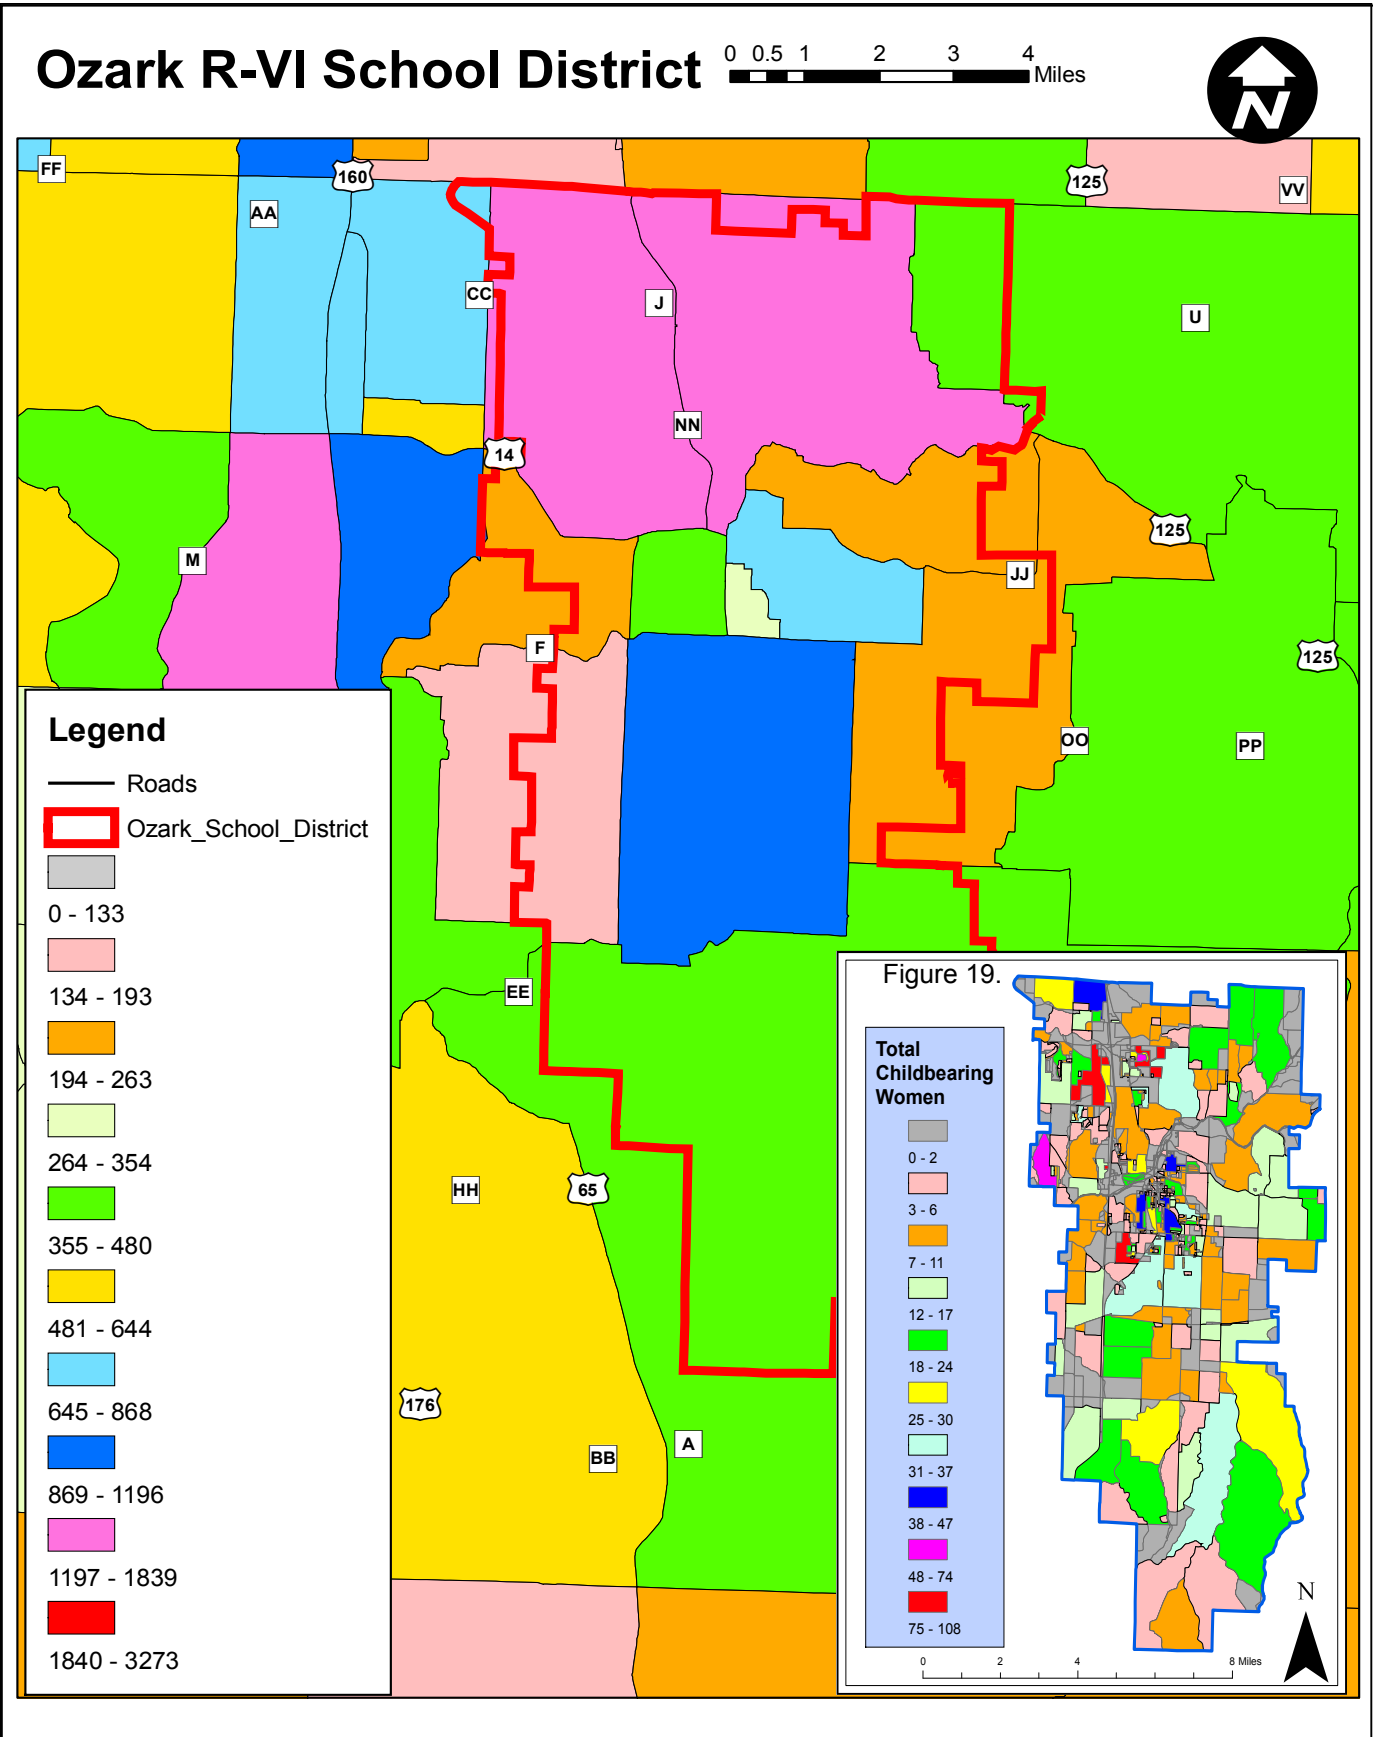 Ozark R-VI School District
0 0.5 1 2 3 4
Miles
N
FF
160
125
VV
AA
CC
J
U
NN
14
M
125
JJ
F
125
OO
PP
EE
HH
65
176
BB
A
Legend
Roads
Ozark_School_District
0 - 133
134 - 193
194 - 263
264 - 354
355 - 480
481 - 644
645 - 868
869 - 1196
1197 - 1839
1840 - 3273
Figure 19.
Total
Childbearing
Women
0 - 2
3 - 6
7 - 11
12 - 17
18 - 24
25 - 30
31 - 37
38 - 47
48 - 74
75 - 108
N
0 2 4 8 Miles